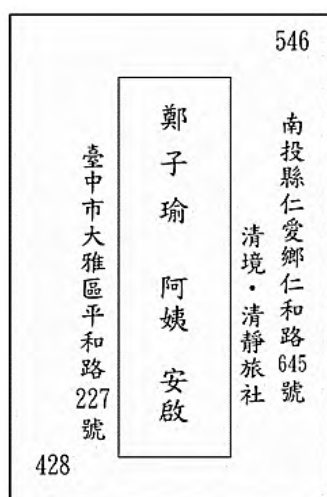 546
南投縣仁愛鄉仁和路645號
清境・清靜旅社
鄭子瑜 阿姨 安啟
臺中市大雅區平和路227號
428